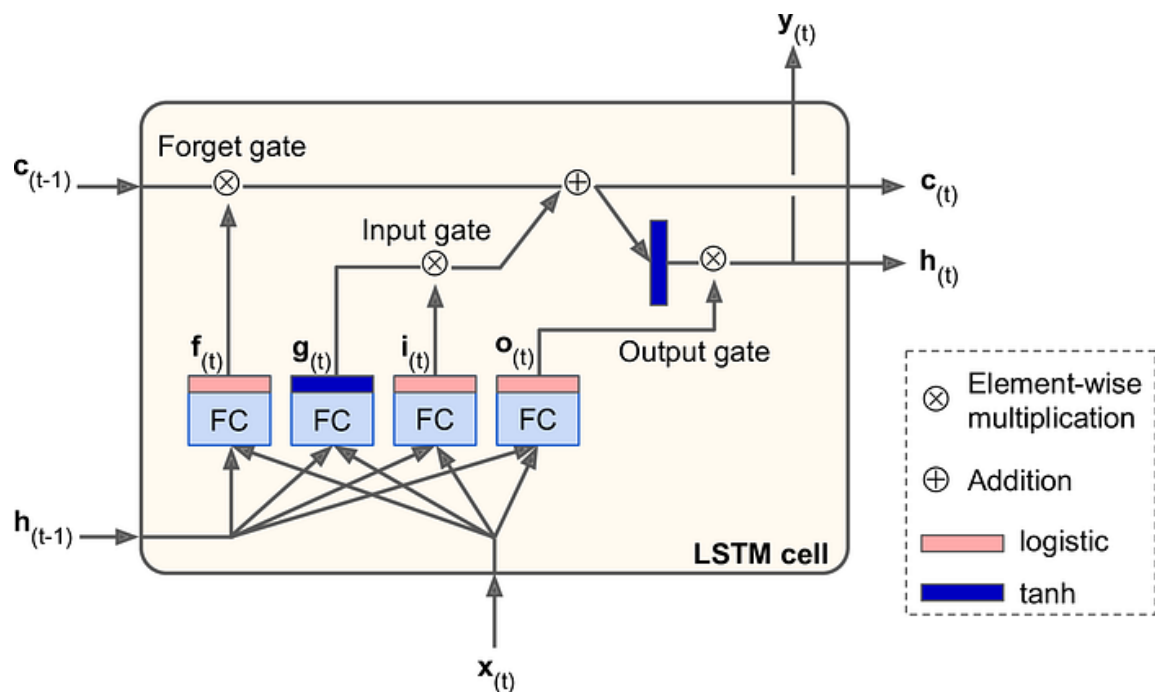 y(t)
Forget gate
c(t-1)
c(t)
Input gate
h(t)
f(t) g(t) i(t) o(t)
Output gate
FC FC FC FC
Element-wise
multiplication
Addition
h(t-1)
LSTM cell
logistic
tanh
x(t)